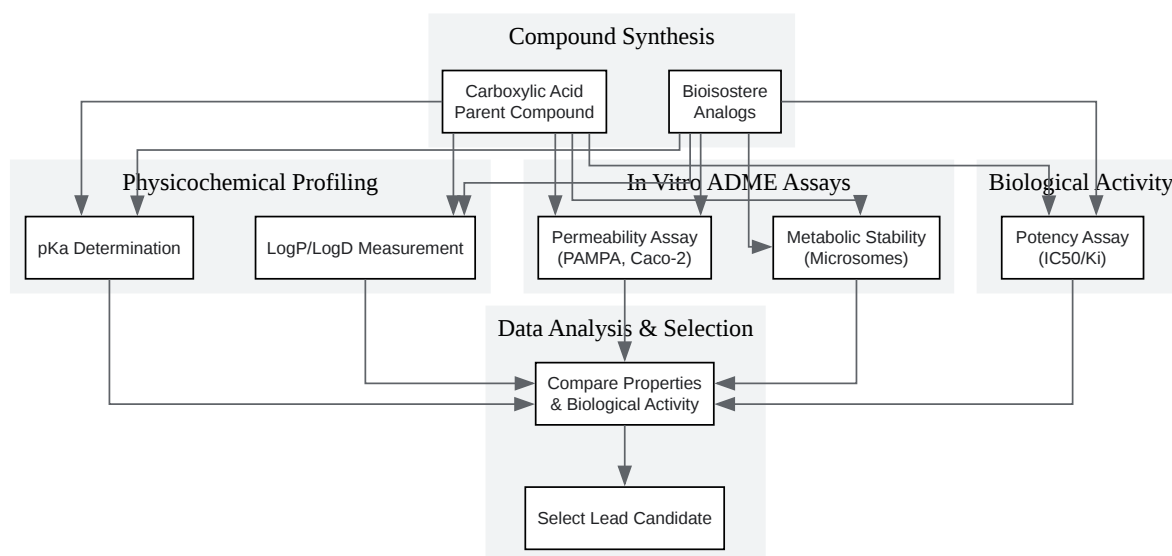 Compound Synthesis
Carboxylic Acid
Parent Compound
Bioisostere
Analogs
Physicochemical Profiling
In Vitro ADME Assays
Biological Activity
pKa Determination
LogP/LogD Measurement
Permeability Assay
(PAMPA, Caco-2)
Metabolic Stability
(Microsomes)
Potency Assay
(IC50/Ki)
Data Analysis & Selection
Compare Properties
& Biological Activity
Select Lead Candidate